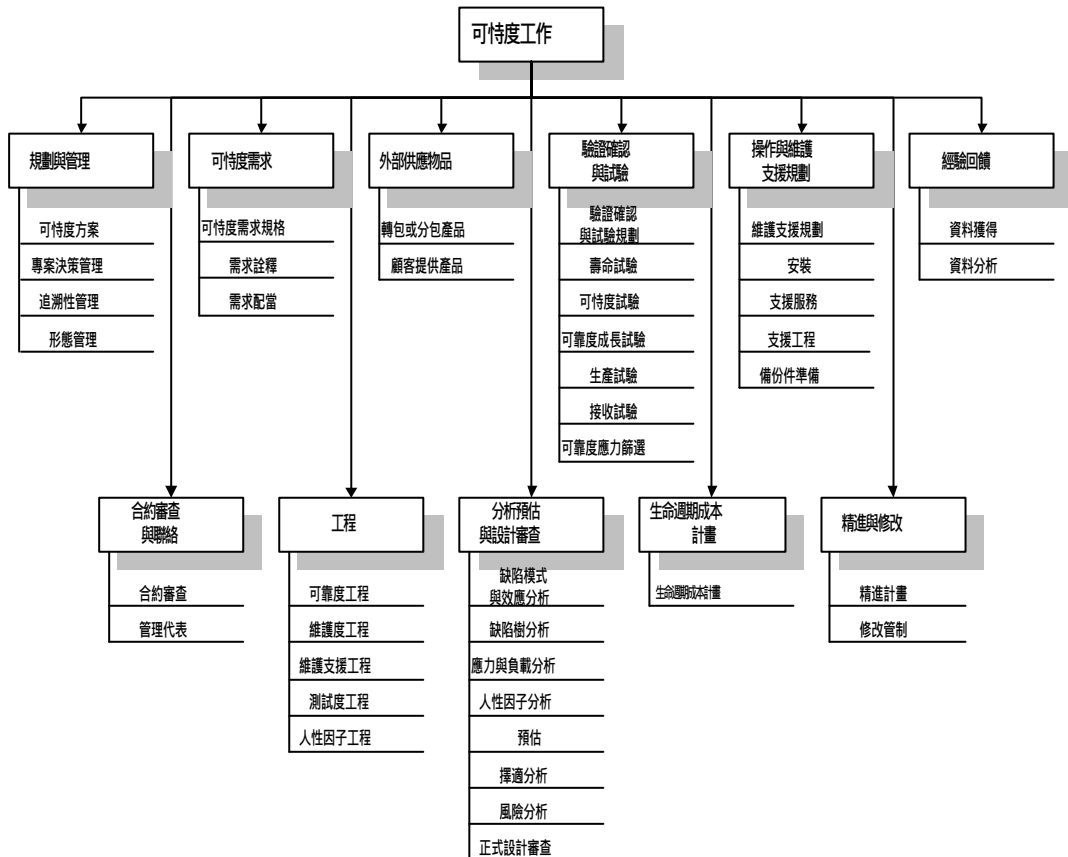 可恃度工作
規劃與管理
可恃度方案
專案決策管理
追溯性管理
形態管理
可恃度需求
可恃度需求規格
需求詮釋
需求配當
外部供應物品
轉包或分包產品
顧客提供產品
驗證確認
與試驗
驗證確認
與試驗規劃
壽命試驗
可恃度試驗
可靠度成長試驗
生產試驗
接收試驗
可靠度應力篩選
操作與維護
支援規劃
維護支援規劃
安裝
支援服務
支援工程
備份件準備
經驗回饋
資料獲得
資料分析
合約審查
與聯絡
合約審查
管理代表
工程
可靠度工程
維護度工程
維護支援工程
測試度工程
人性因子工程
分析預估
與設計審查
缺陷模式
與效應分析
缺陷樹分析
應力與負載分析
人性因子分析
預估
擇適分析
風險分析
正式設計審查
生命週期成本
計畫
生命週期成本計畫
精進與修改
精進計畫
修改管制